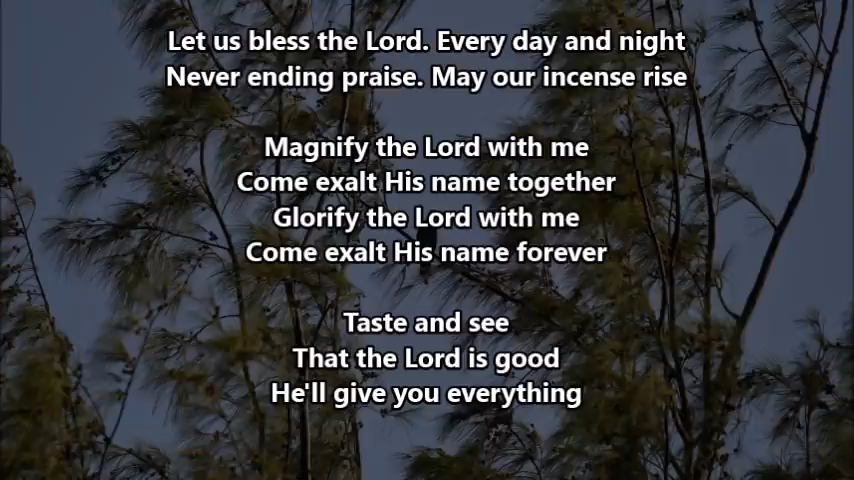 Let us bless the Lord. Every day and night
Never ending praise. May our incense rise
Magnify the Lord with me
Come exalt His name together
Glorify the Lord with me
Come exalt His name forever
Taste and see
That the Lord is good
He'll give you everything